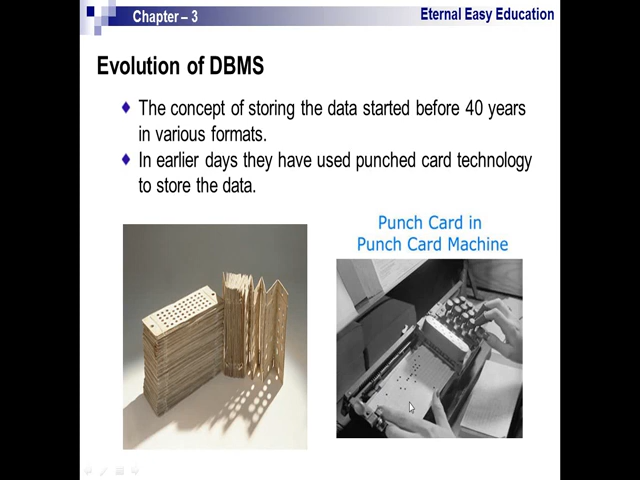 Chapter – 3
Eternal Easy Education
Evolution of DBMS
The concept of storing the data started before 40 years
in various formats.
In earlier days they have used punched card technology
to store the data.
Punch Card in
Punch Card Machine